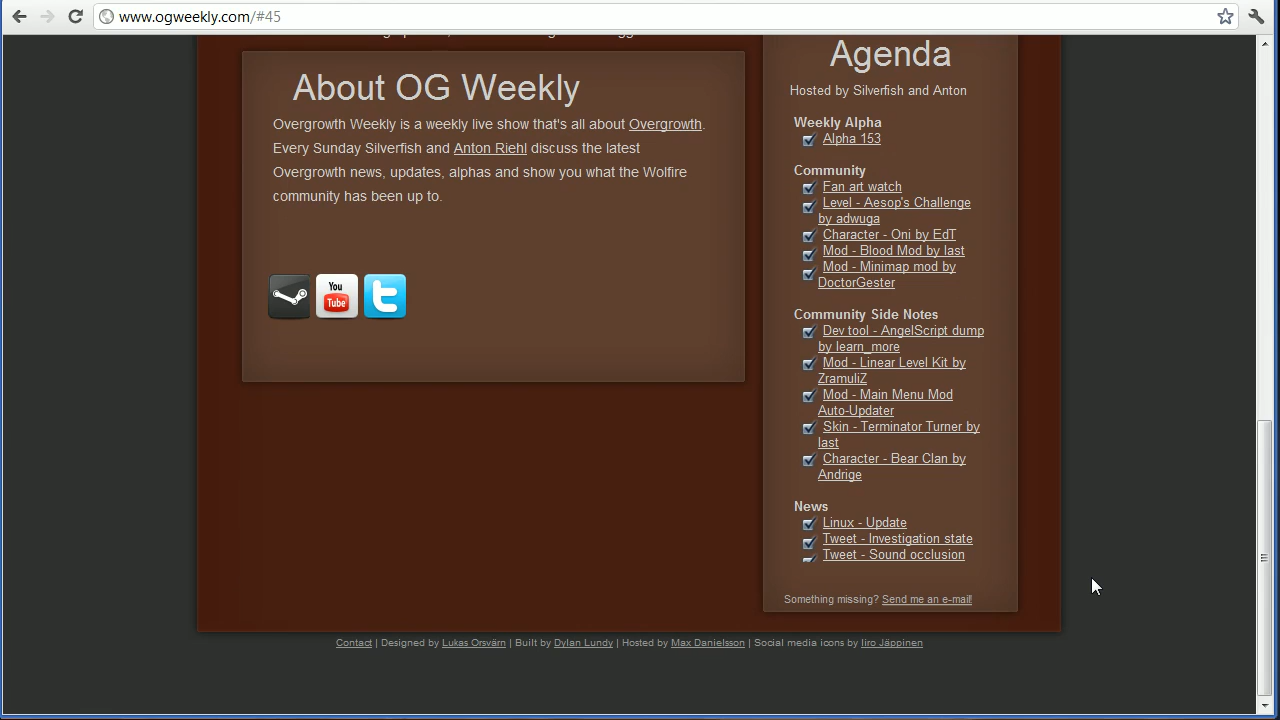 www.ogweekly.com/#45
About OG Weekly
Overgrowth Weekly is a weekly live show that's all about Overgrowth.
Every Sunday Silverfish and Anton Riehl discuss the latest
Overgrowth news, updates, alphas and show you what the Wolfire
community has been up to.
You
Tube
Agenda
Hosted by Silverfish and Anton
Weekly Alpha
Alpha 153
Community
Fan art watch
Level - Aesop's Challenge
by adwuga
Character - Oni by EdT
Mod - Blood Mod by last
Mod - Minimap mod by
DoctorGester
Community Side Notes
Dev tool - AngelScript dump
by learn_more
Mod - Linear Level Kit by
ZramuliZ
Mod - Main Menu Mod
Auto-Updater
Skin - Terminator Turner by
last
Character - Bear Clan by
Andrige
News
Linux - Update
Tweet - Investigation state
Tweet - Sound occlusion
Something missing? Send me an e-mail!
Contact | Designed by Lukas Orsvärn | Built by Dylan Lundy | Hosted by Max Danielsson | Social media icons by Iiro Jäppinen